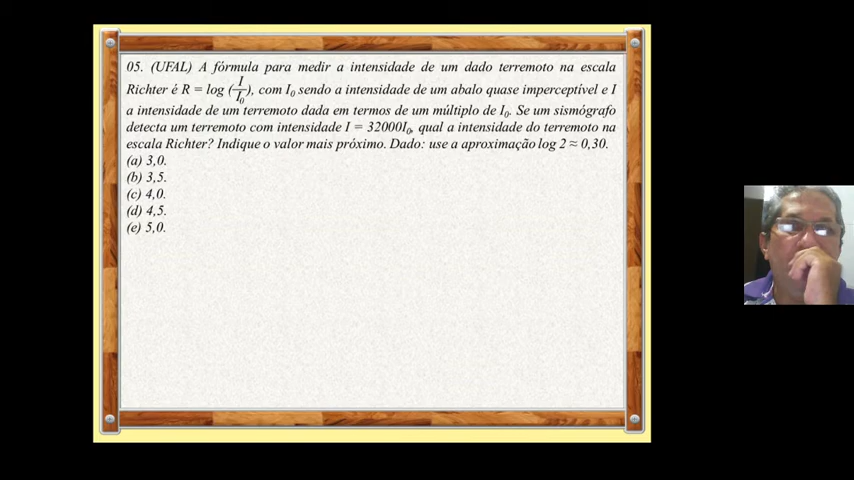 05. (UFAL) A fórmula para medir a intensidade de um dado terremoto na escala
Richter é R = log (I/I₀), com I₀ sendo a intensidade de um abalo quase imperceptível e I
a intensidade de um terremoto dada em termos de um múltiplo de I₀. Se um sismógrafo
detecta um terremoto com intensidade I = 32000I₀, qual a intensidade do terremoto na
escala Richter? Indique o valor mais próximo. Dado: use a aproximação log 2 ≈ 0,30.
(a) 3,0.
(b) 3,5.
(c) 4,0.
(d) 4,5.
(e) 5,0.